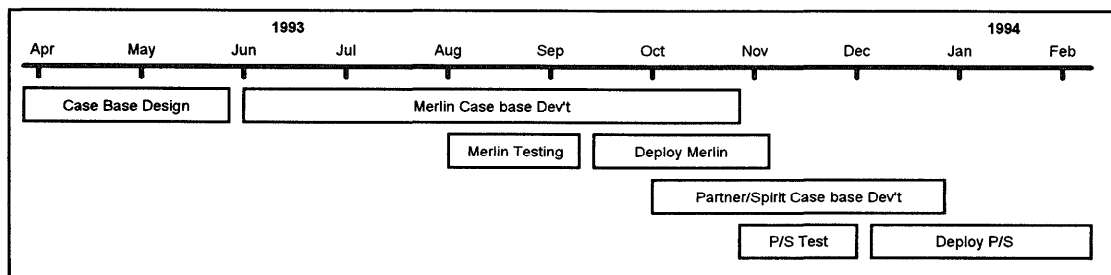 1993 1994
Apr May Jun Jul Aug Sep Oct Nov Dec Jan Feb
Case Base Design Merlin Case base Dev't
Merlin Testing Deploy Merlin
Partner/Spirit Case base Dev't
P/S Test Deploy P/S